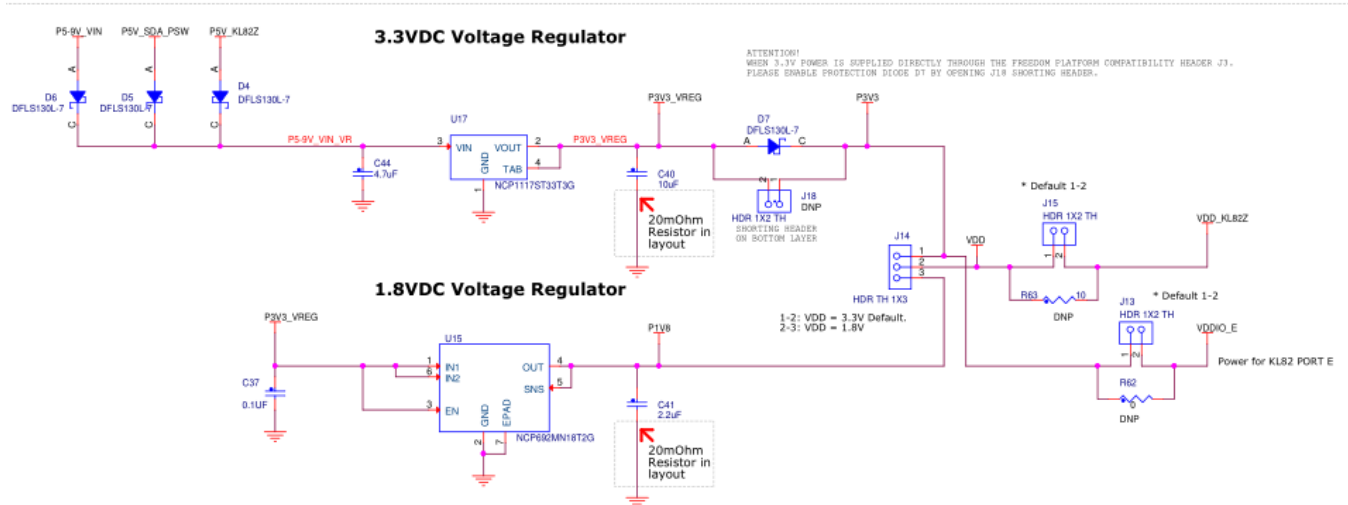 P5-9V_VIN
P5V_SDA_PSW
P5V_KL82Z
3.3VDC Voltage Regulator
ATTENTION!
WHEN 3.3V POWER IS SUPPLIED DIRECTLY THROUGH THE FREEDOM PLATFORM COMPATIBILITY HEADER J3.
PLEASE ENABLE PROTECTION DIODE D7 BY OPENING J18 SHORTING HEADER.
A
A
A
D6
DFLS130L-7
D5
DFLS130L-7
D4
DFLS130L-7
C
C
C
P5-9V_VIN_VR
C44
4.7uF
U17
3
VIN
VOUT
2
GND
TAB
4
1
NCP1117ST33T3G
P3V3_VREG
P3V3_VREG
C40
10uF
20mOhm
Resistor in
layout
D7
DFLS130L-7
A
C
P3V3
2
1
J18
DNP
HDR 1X2 TH
SHORTING HEADER
ON BOTTOM LAYER
J14
1
2
3
HDR TH 1X3
1-2: VDD = 3.3V Default.
2-3: VDD = 1.8V
VDD
* Default 1-2
J15
HDR 1X2 TH
1
2
VDD_KL82Z
R63
10
DNP
* Default 1-2
J13
HDR 1X2 TH
1
2
VDDIO_E
Power for KL82 PORT E
R62
0
DNP
1.8VDC Voltage Regulator
P3V3_VREG
C37
0.1UF
U15
1
IN1
6
IN2
3
EN
OUT
4
SNS
5
GND
EPAD
2
7
NCP692MN18T2G
P1V8
C41
2.2uF
20mOhm
Resistor in
layout